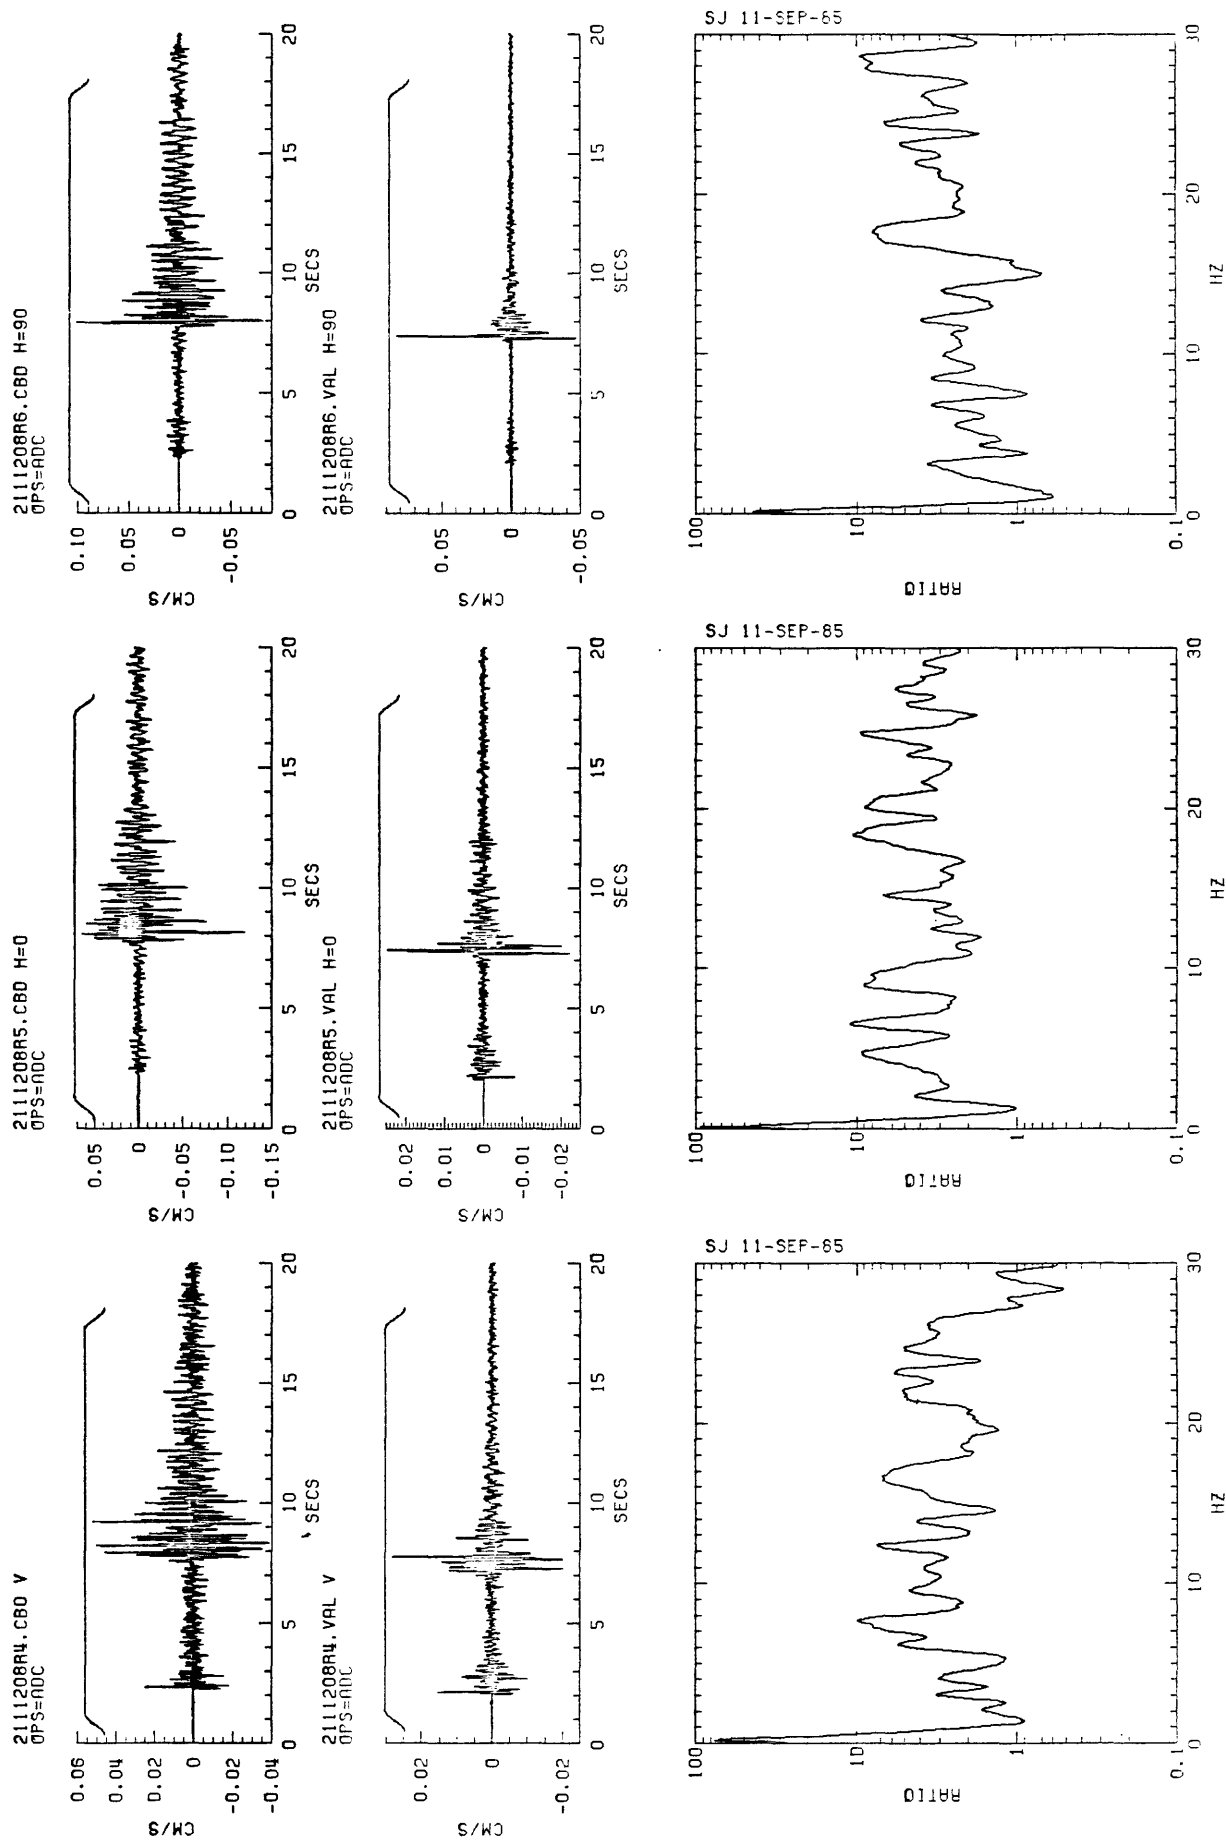 2111208R4.CBD V
OPS=ADC
CM/S
0.06
0.04
0.02
0
-0.02
-0.04
0 5 10 15 20
SECS
2111208R4.VAL V
OPS=ADC
CM/S
0.02
0
-0.02
0 5 10 15 20
SECS
SJ 11-SEP-85
RATIO
100
10
1
0.1
0 10 20 30
HZ
2111208R5.CBD H=0
OPS=ADC
CM/S
0.05
0
-0.05
-0.10
-0.15
0 5 10 15 20
SECS
2111208R5.VAL H=0
OPS=ADC
CM/S
0.02
0.01
0
-0.01
-0.02
0 5 10 15 20
SECS
SJ 11-SEP-85
RATIO
100
10
1
0.1
0 10 20 30
HZ
2111208R6.CBD H=90
OPS=ADC
CM/S
0.10
0.05
0
-0.05
0 5 10 15 20
SECS
2111208R6.VAL H=90
OPS=ADC
CM/S
0.05
0
-0.05
0 5 10 15 20
SECS
SJ 11-SEP-85
RATIO
100
10
1
0.1
0 10 20 30
HZ